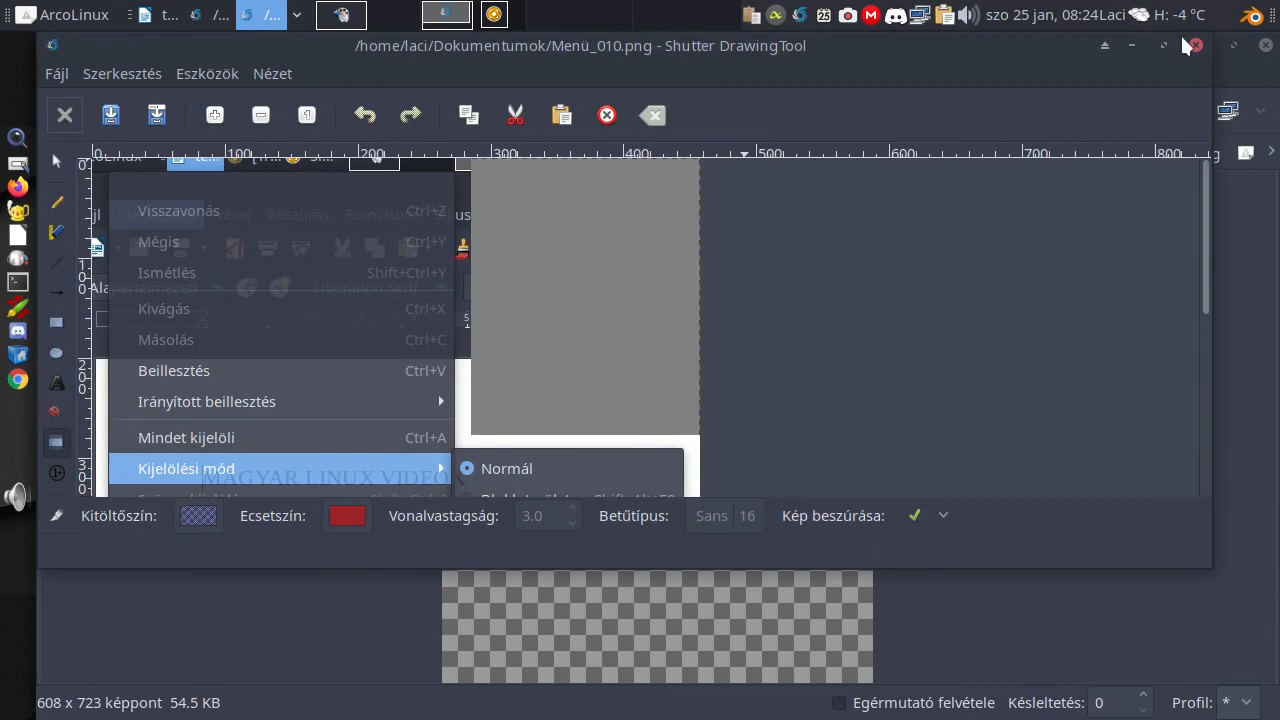 ArcoLinux t... /... /... 25 szo 25 jan, 08:24 Laci H: -4 °C
/home/laci/Dokumentumok/Menü_010.png - Shutter DrawingTool
Fájl Szerkesztés Eszközök Nézet
0 100 200 300 400 500 600 700 800
Visszavonás Ctrl+Z
Mégis Ctrl+Y
Ismétlés Shift+Ctrl+Y
Kivágás Ctrl+X
Másolás Ctrl+C
Beillesztés Ctrl+V
Irányított beillesztés
Mindet kijelöli Ctrl+A
Kijelölési mód Normál
MAGYAR LINUX VIDEÓK
Kitöltőszín: Ecsetszín: Vonalvastagság: 3.0 Betűtípus: Sans 16 Kép beszúrása:
608 x 723 képpont 54.5 KB Egérmutató felvétele Késleltetés: 0 Profil: *